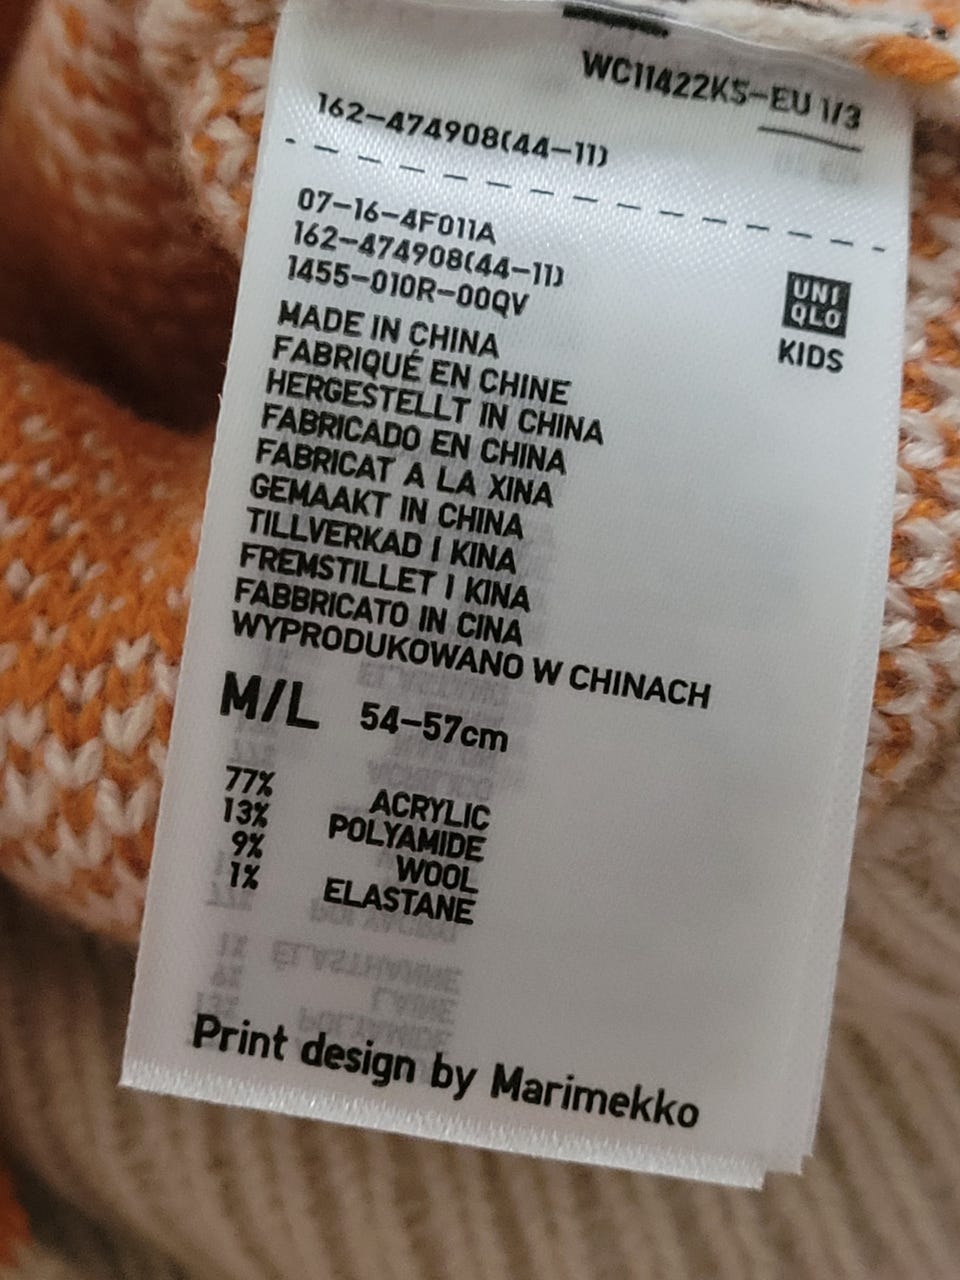 WC11422KS-EU 1/3
162-474908(44-11)
07-16-4F011A
162-474908(44-11)
1455-010R-00QV
UNI
QLO
KIDS
MADE IN CHINA
FABRIQUÉ EN CHINE
HERGESTELLT IN CHINA
FABRICADO EN CHINA
FABRICAT A LA XINA
GEMAAKT IN CHINA
TILLVERKAD I KINA
FREMSTILLET I KINA
FABBRICATO IN CINA
WYPRODUKOWANO W CHINACH
M/L 54-57cm
77% ACRYLIC
13% POLYAMIDE
9% WOOL
1% ELASTANE
Print design by Marimekko